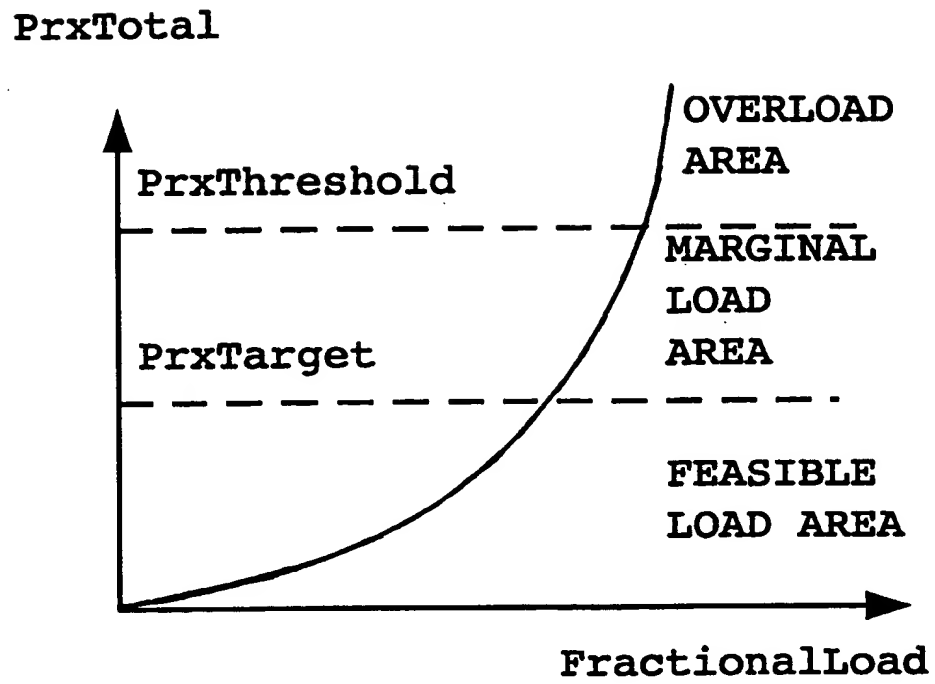 PrxTotal
OVERLOAD
AREA
PrxThreshold
MARGINAL
LOAD
AREA
PrxTarget
FEASIBLE
LOAD AREA
FractionalLoad